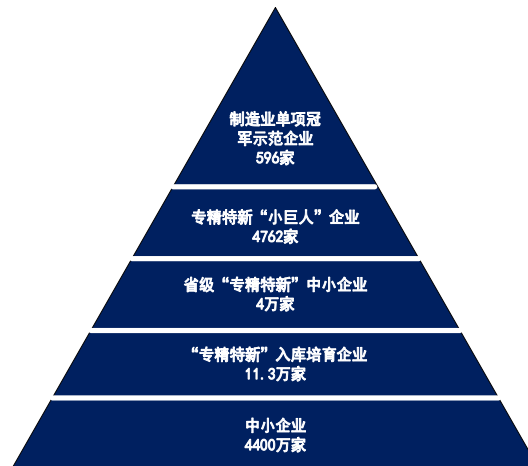 制造业单项冠
军示范企业
596家
专精特新“小巨人”企业
4762家
省级“专精特新”中小企业
4万家
“专精特新”入库培育企业
11.3万家
中小企业
4400万家